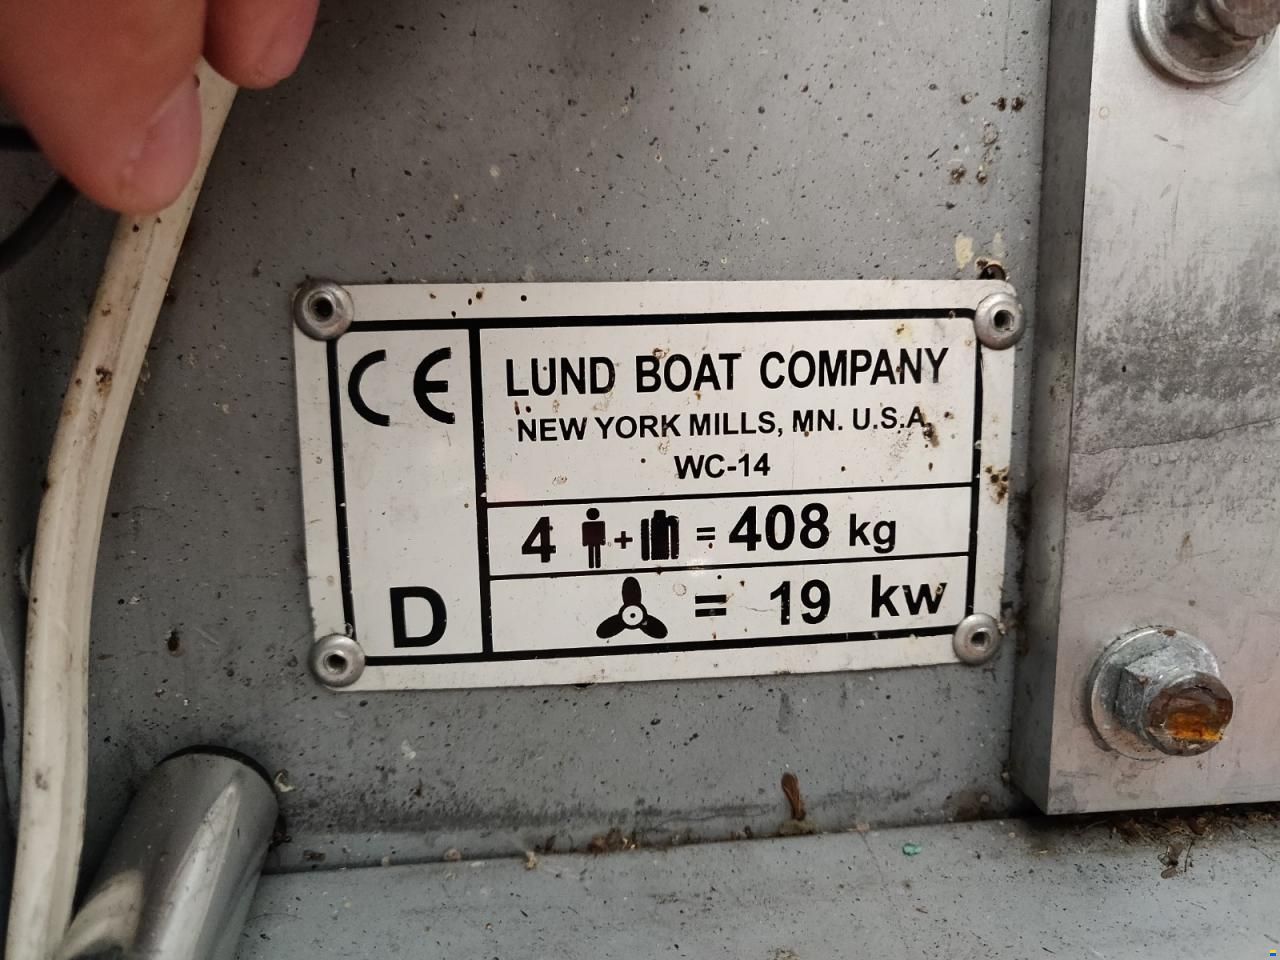 CE
LUND BOAT COMPANY
NEW YORK MILLS, MN. U.S.A.
WC-14
4 + = 408 kg
D
= 19 kw